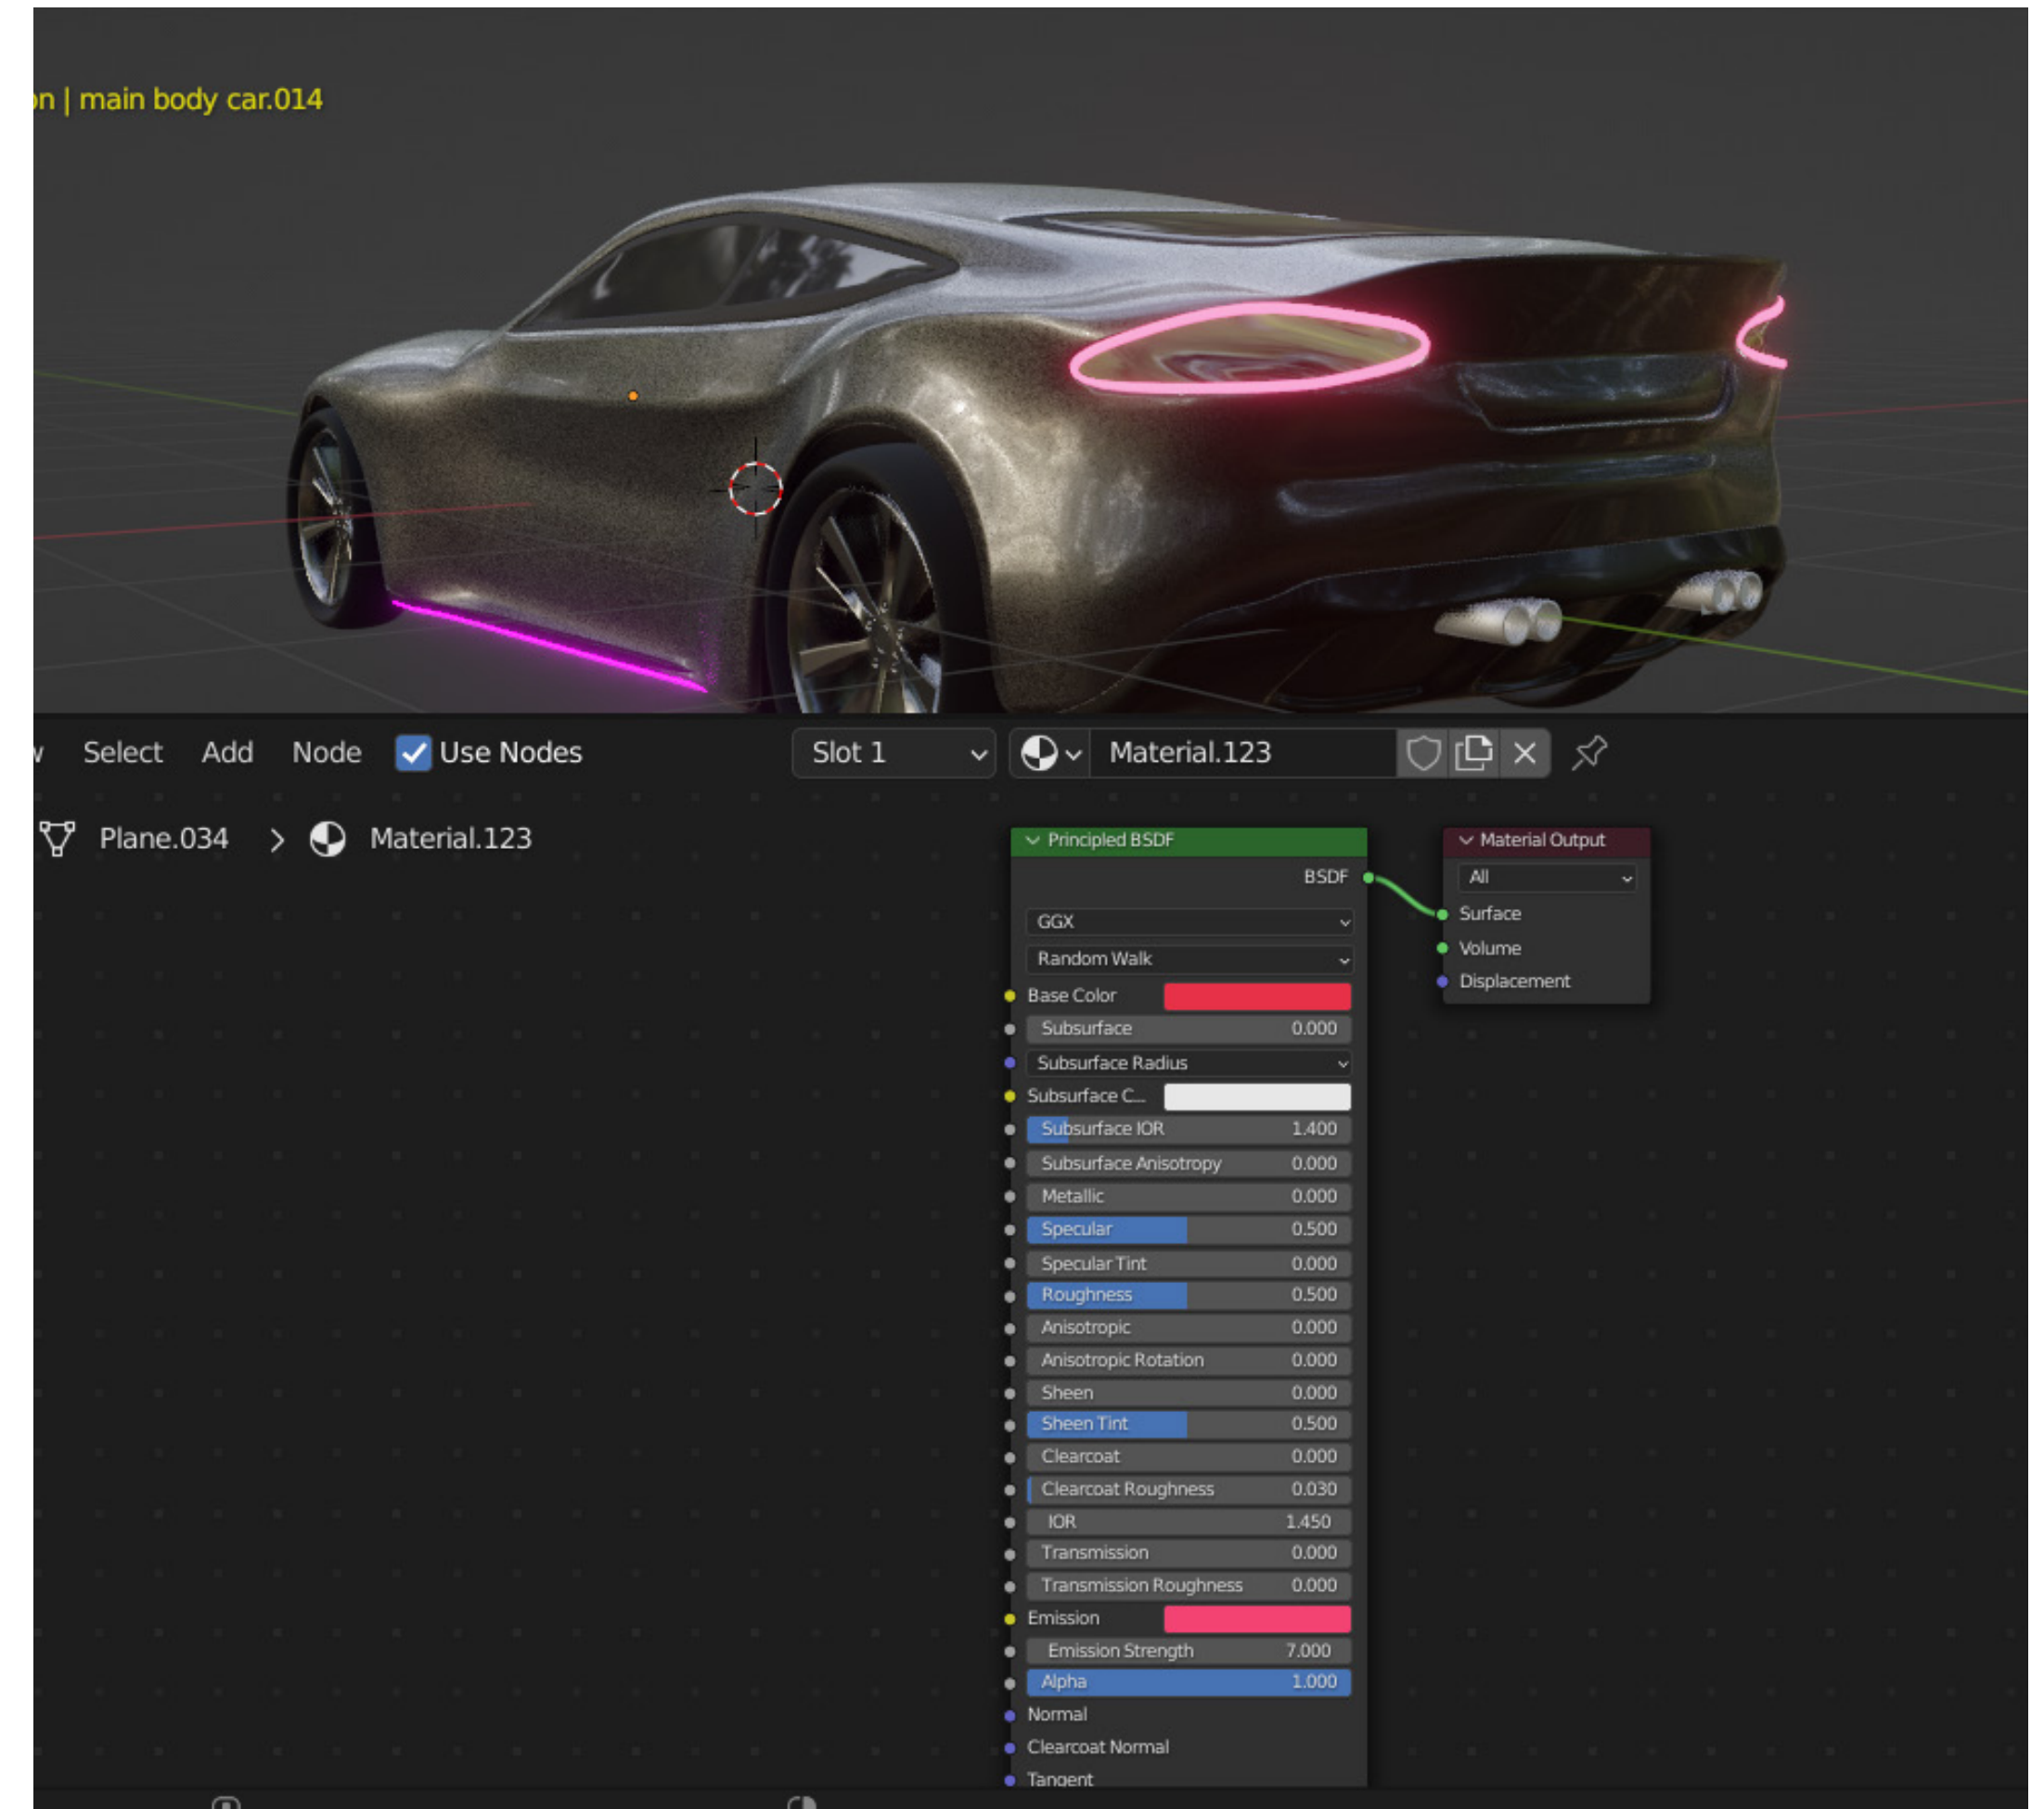 on | main body car.014
Select Add Node Use Nodes Slot 1 Material.123
Plane.034 > Material.123
Principled BSDF
BSDF
GGX
Random Walk
Base Color
Subsurface 0.000
Subsurface Radius
Subsurface C...
Subsurface IOR 1.400
Subsurface Anisotropy 0.000
Metallic 0.000
Specular 0.500
Specular Tint 0.000
Roughness 0.500
Anisotropic 0.000
Anisotropic Rotation 0.000
Sheen 0.000
Sheen Tint 0.500
Clearcoat 0.000
Clearcoat Roughness 0.030
IOR 1.450
Transmission 0.000
Transmission Roughness 0.000
Emission
Emission Strength 7.000
Alpha 1.000
Normal
Clearcoat Normal
Tangent
Material Output
All
Surface
Volume
Displacement